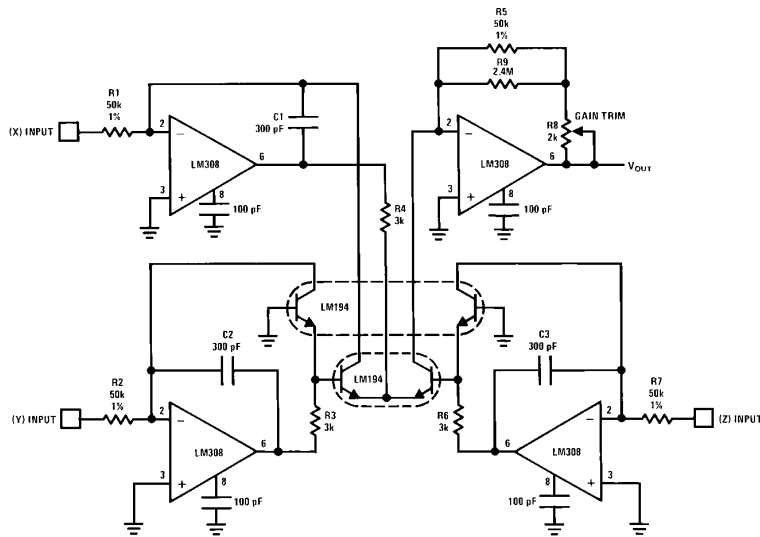 R5
50k
1%
R9
2.4M
R1
50k
1%
(X) INPUT
2
−
LM308
3
+
6
8
100 pF
C1
300 pF
R4
3k
2
−
LM308
3
+
6
8
100 pF
GAIN TRIM
R8
2k
VOUT
LM194
LM194
C2
300 pF
C3
300 pF
R2
50k
1%
(Y) INPUT
2
−
LM308
3
+
6
8
100 pF
R3
3k
R6
3k
R7
50k
1%
(Z) INPUT
2
−
LM308
3
+
6
8
100 pF